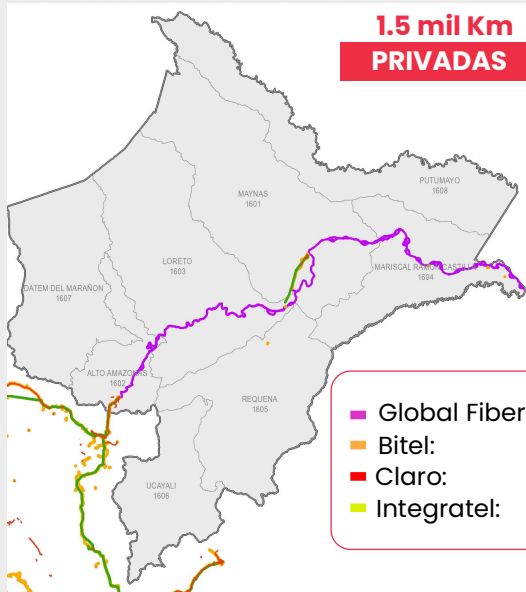 1.5 mil Km
PRIVADAS
PUTUMAYO
1608
MAYNAS
1601
LORETO
1603
MARISCAL RAMON CASTILLA
1604
DATEM DEL MARAÑON
1607
ALTO AMAZONAS
1602
REQUENA
1605
UCAYALI
1606
Global Fiber
Bitel:
Claro:
Integratel: